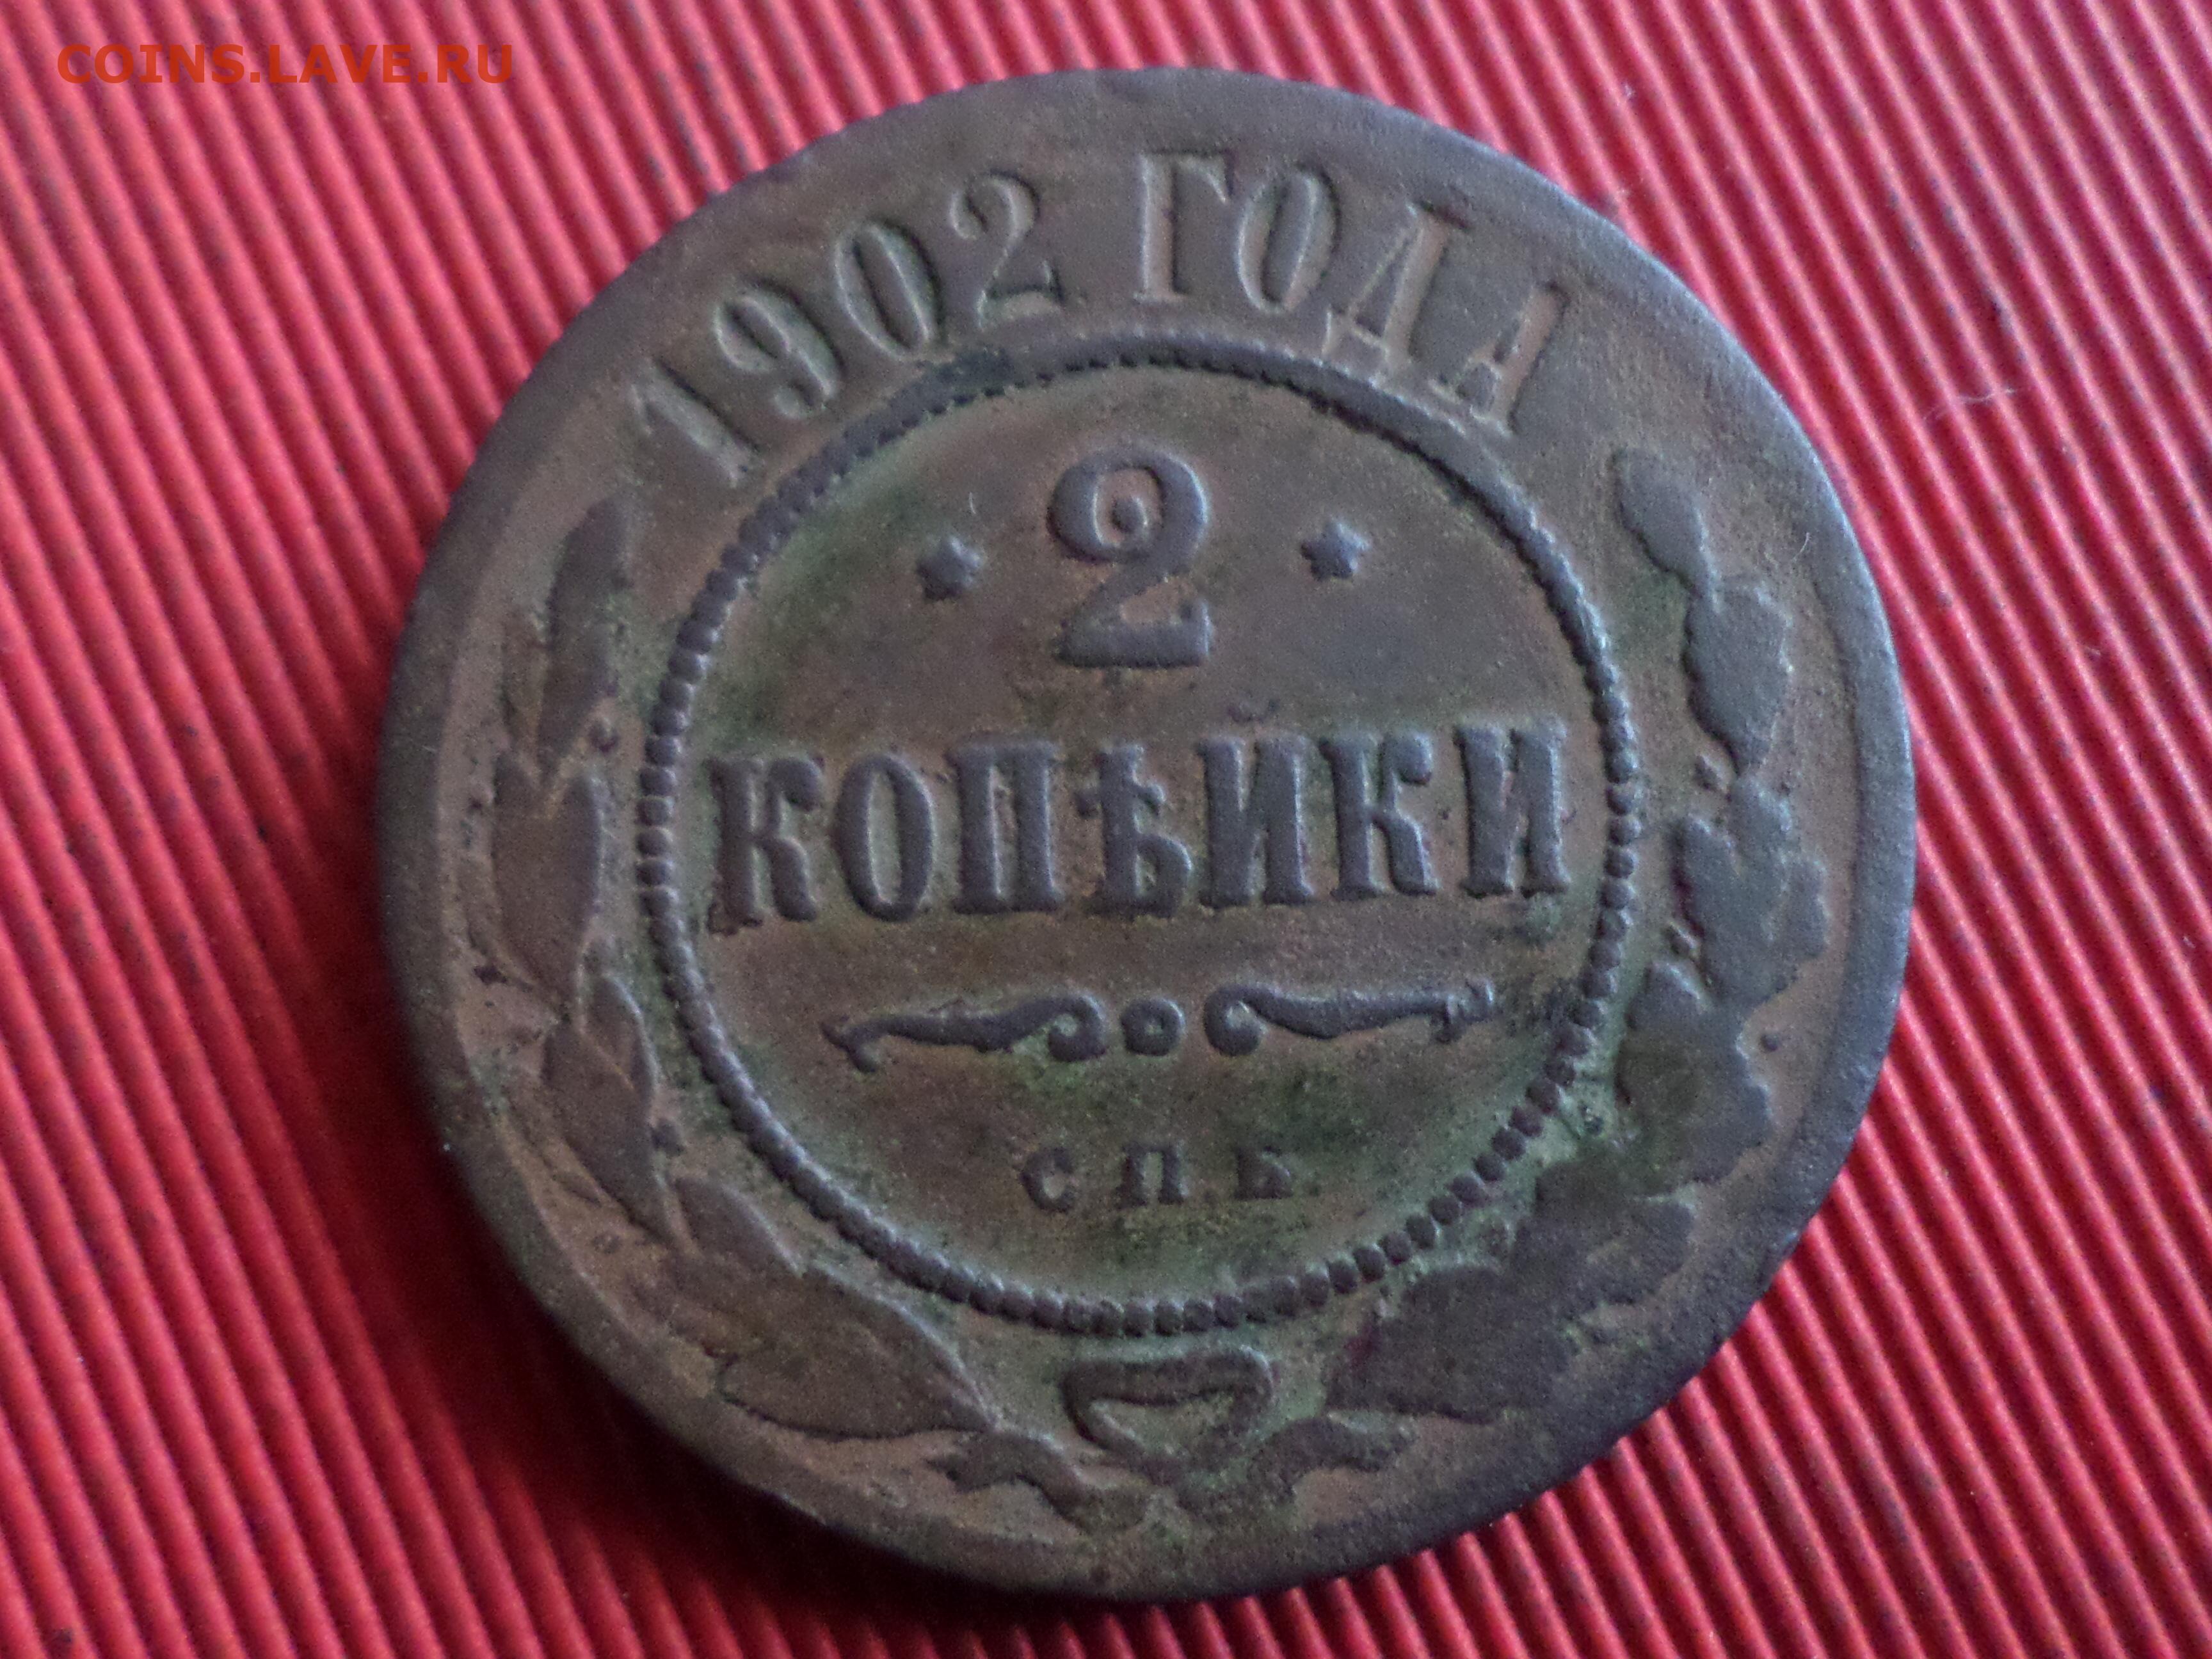 COINS.LAVE.RU
1902 ГОДА
2
КОПѢЙКИ
СПБ